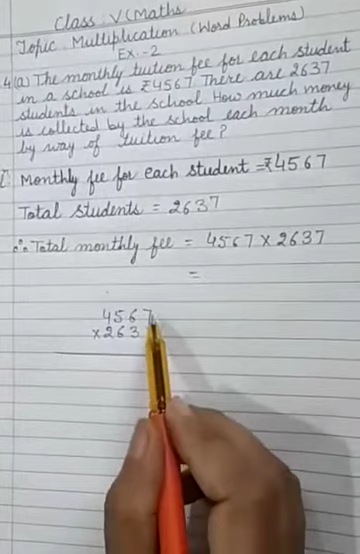 Class V (Maths
Topic Multiplication (Word Problems)
Ex.-2
4.(a) The monthly tuition fee for each student
in a school is ₹4567 There are 2637
students in the school How much money
is collected by the school each month
by way of tuition fee?
Monthly fee for each student =₹4567
Total students = 2637
∴ Total monthly fee = 4567 × 2637
=
4567
×263